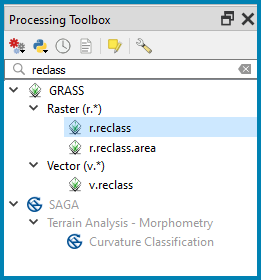 Processing Toolbox
reclass
GRASS
Raster (r.*)
r.reclass
r.reclass.area
Vector (v.*)
v.reclass
SAGA
Terrain Analysis - Morphometry
Curvature Classification